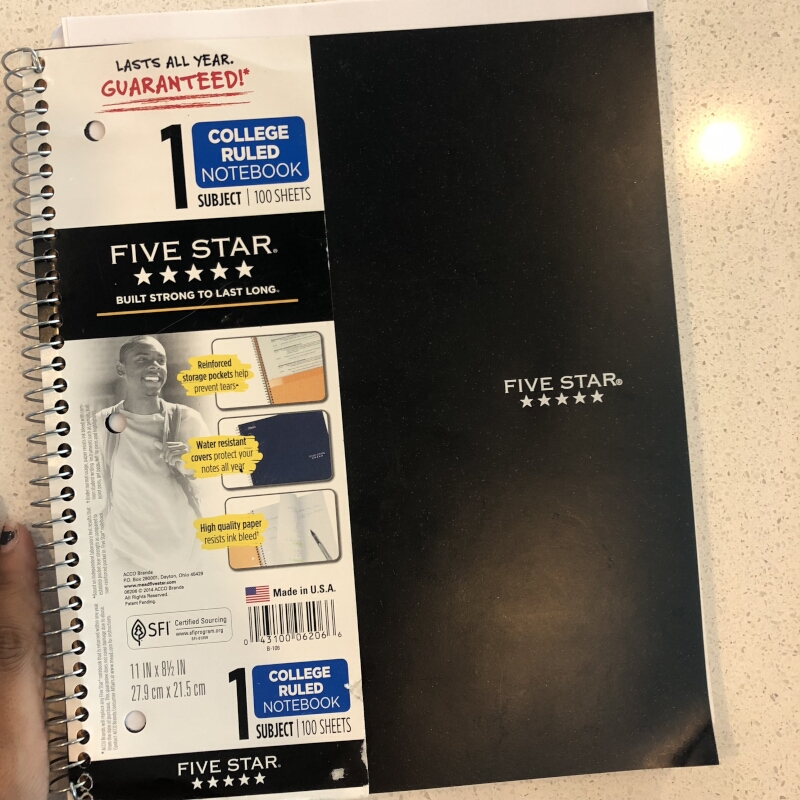 LASTS ALL YEAR.
GUARANTEED!*
1
COLLEGE
RULED
NOTEBOOK
SUBJECT | 100 SHEETS
FIVE STAR®
BUILT STRONG TO LAST LONG.
Reinforced
storage pockets help
prevent tears*
Water resistant
covers protect your
notes all year
High quality paper
resists ink bleed†
FIVE STAR®
ACCO Brands
P.O. Box 290001, Dayton, Ohio 45429
www.meadfivestar.com
06206 © 2014 ACCO Brands
All Rights Reserved.
Patent Pending.
Made in U.S.A.
SFI
Certified Sourcing
www.sfiprogram.org
0 43100 06206 6
11 IN x 8½ IN
27.9 cm x 21.5 cm
1
COLLEGE
RULED
NOTEBOOK
SUBJECT | 100 SHEETS
FIVE STAR®